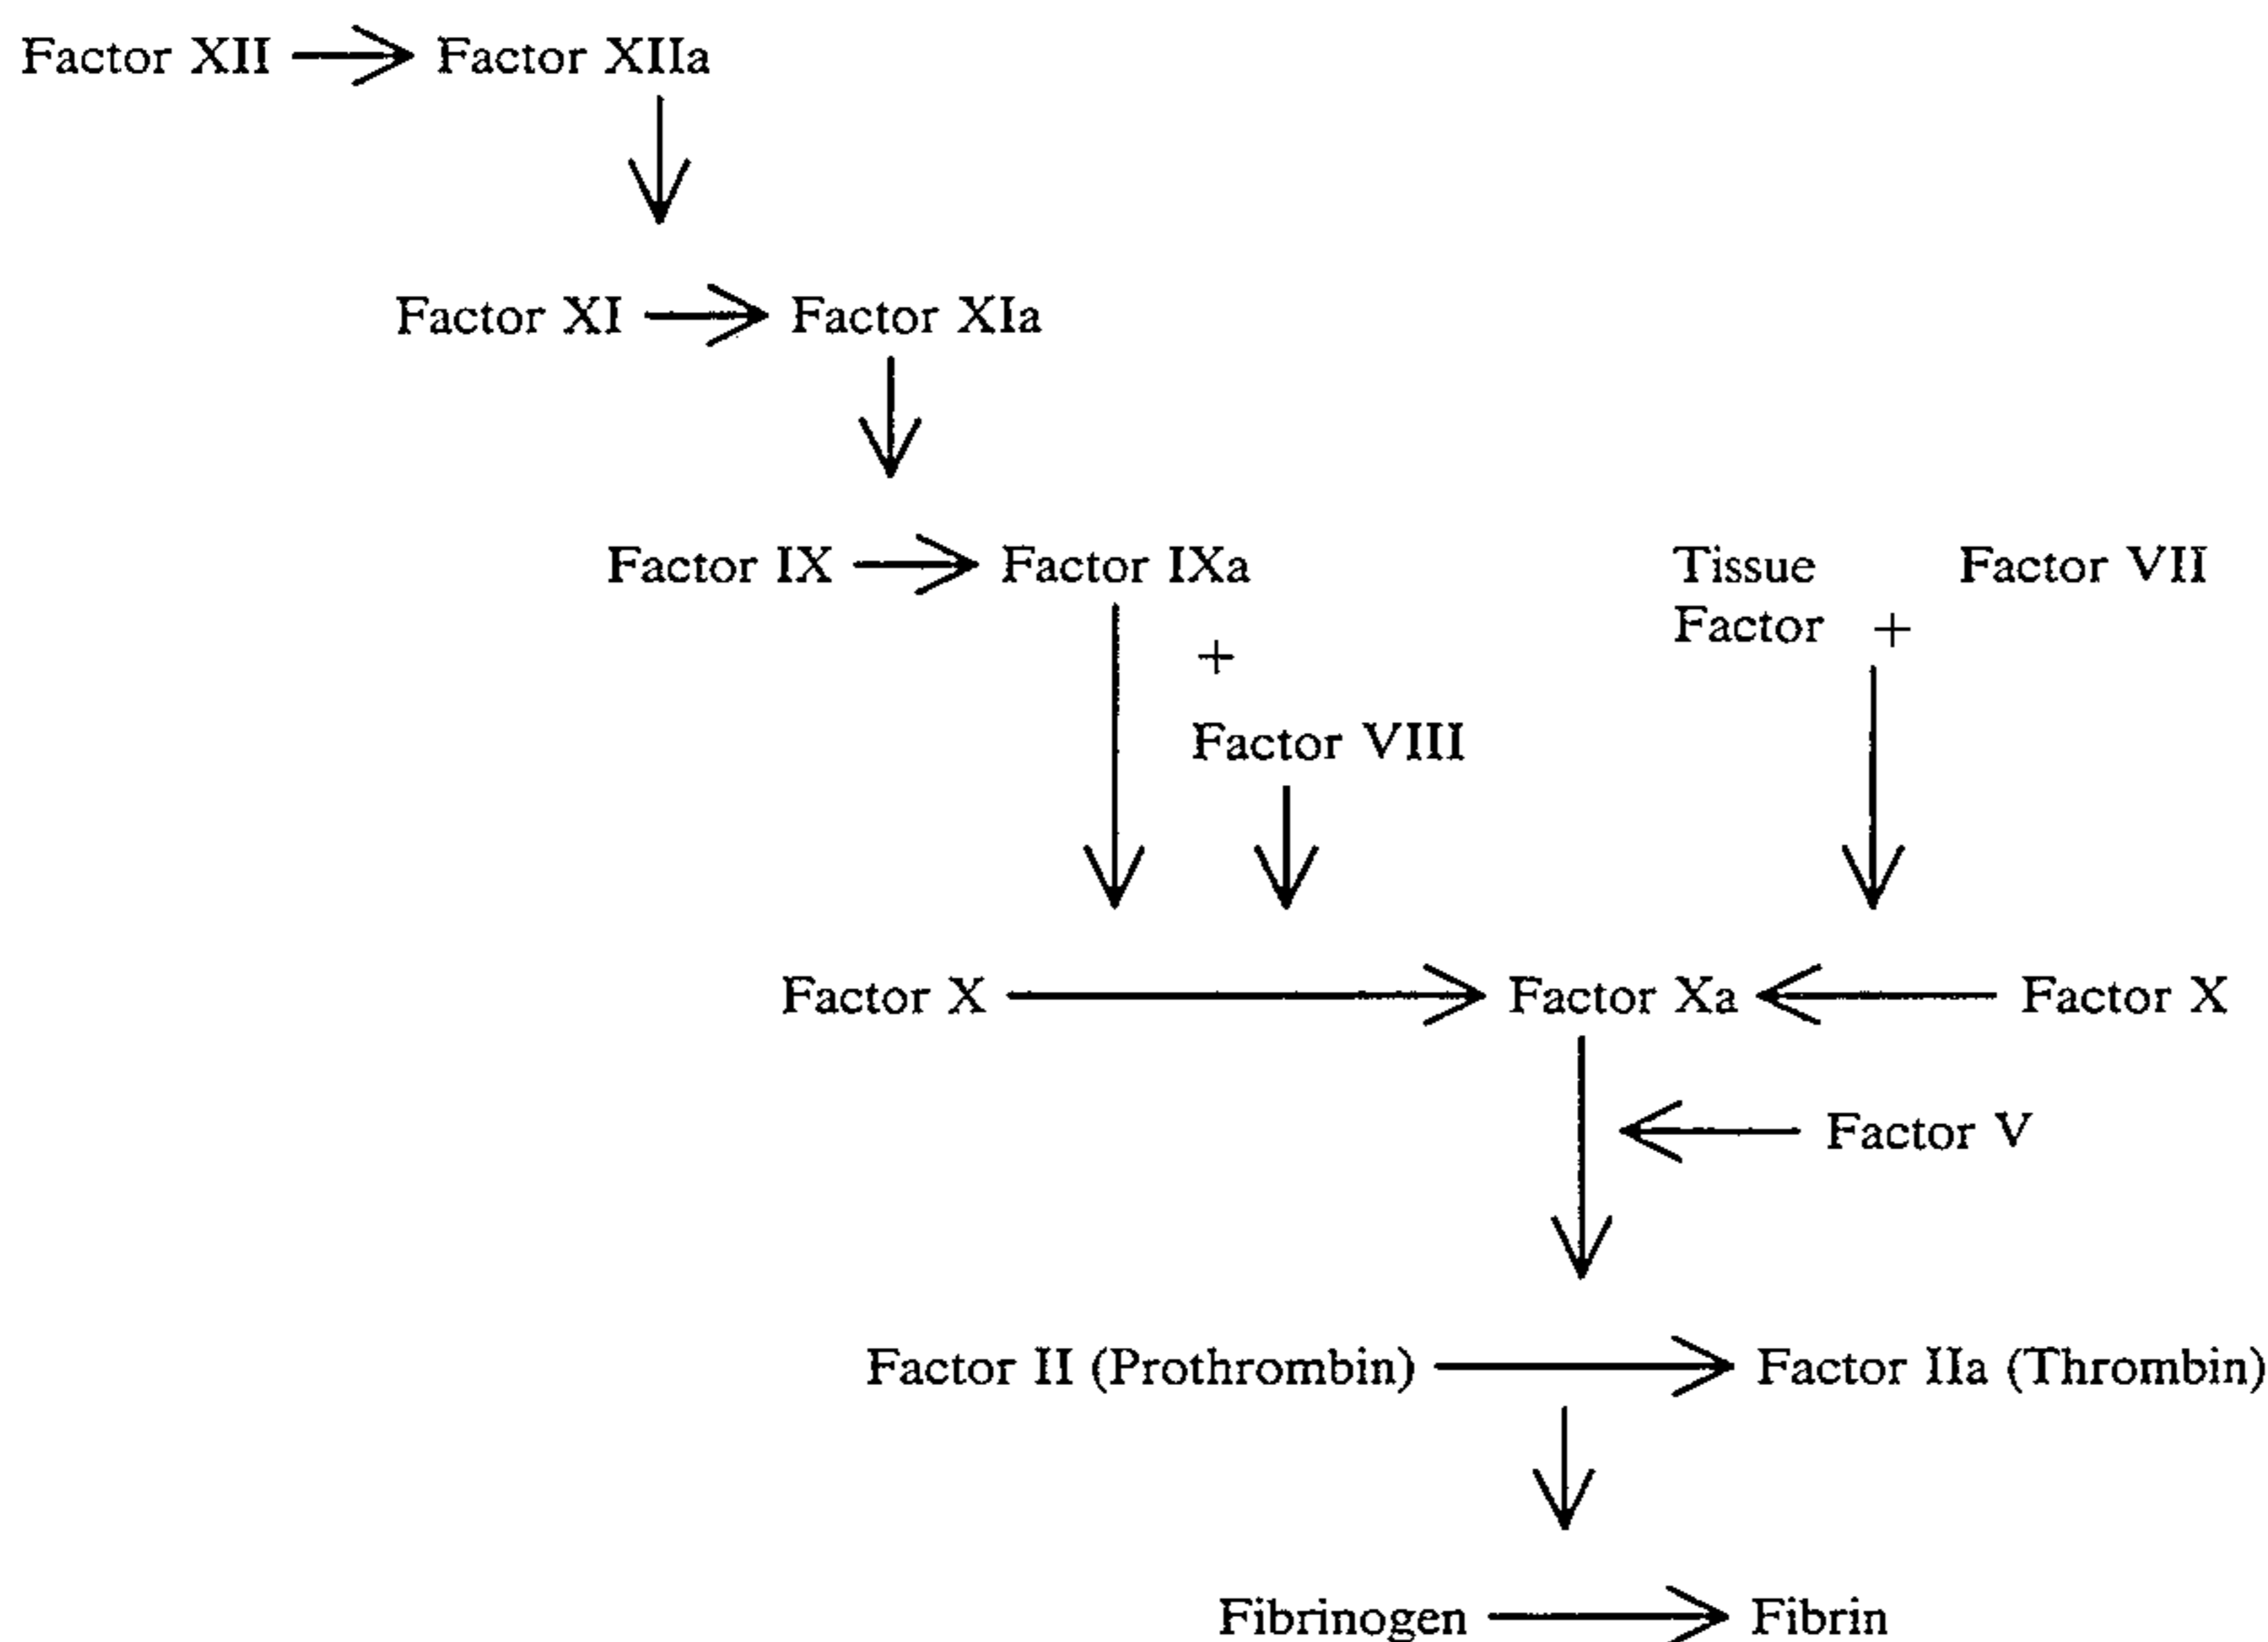 Factor XII → Factor XIIa
Factor XI → Factor XIa
Factor IX → Factor IXa
Tissue Factor VII
Factor +
+
Factor VIII
Factor X → Factor Xa ← Factor X
← Factor V
Factor II (Prothrombin) → Factor IIa (Thrombin)
Fibrinogen → Fibrin